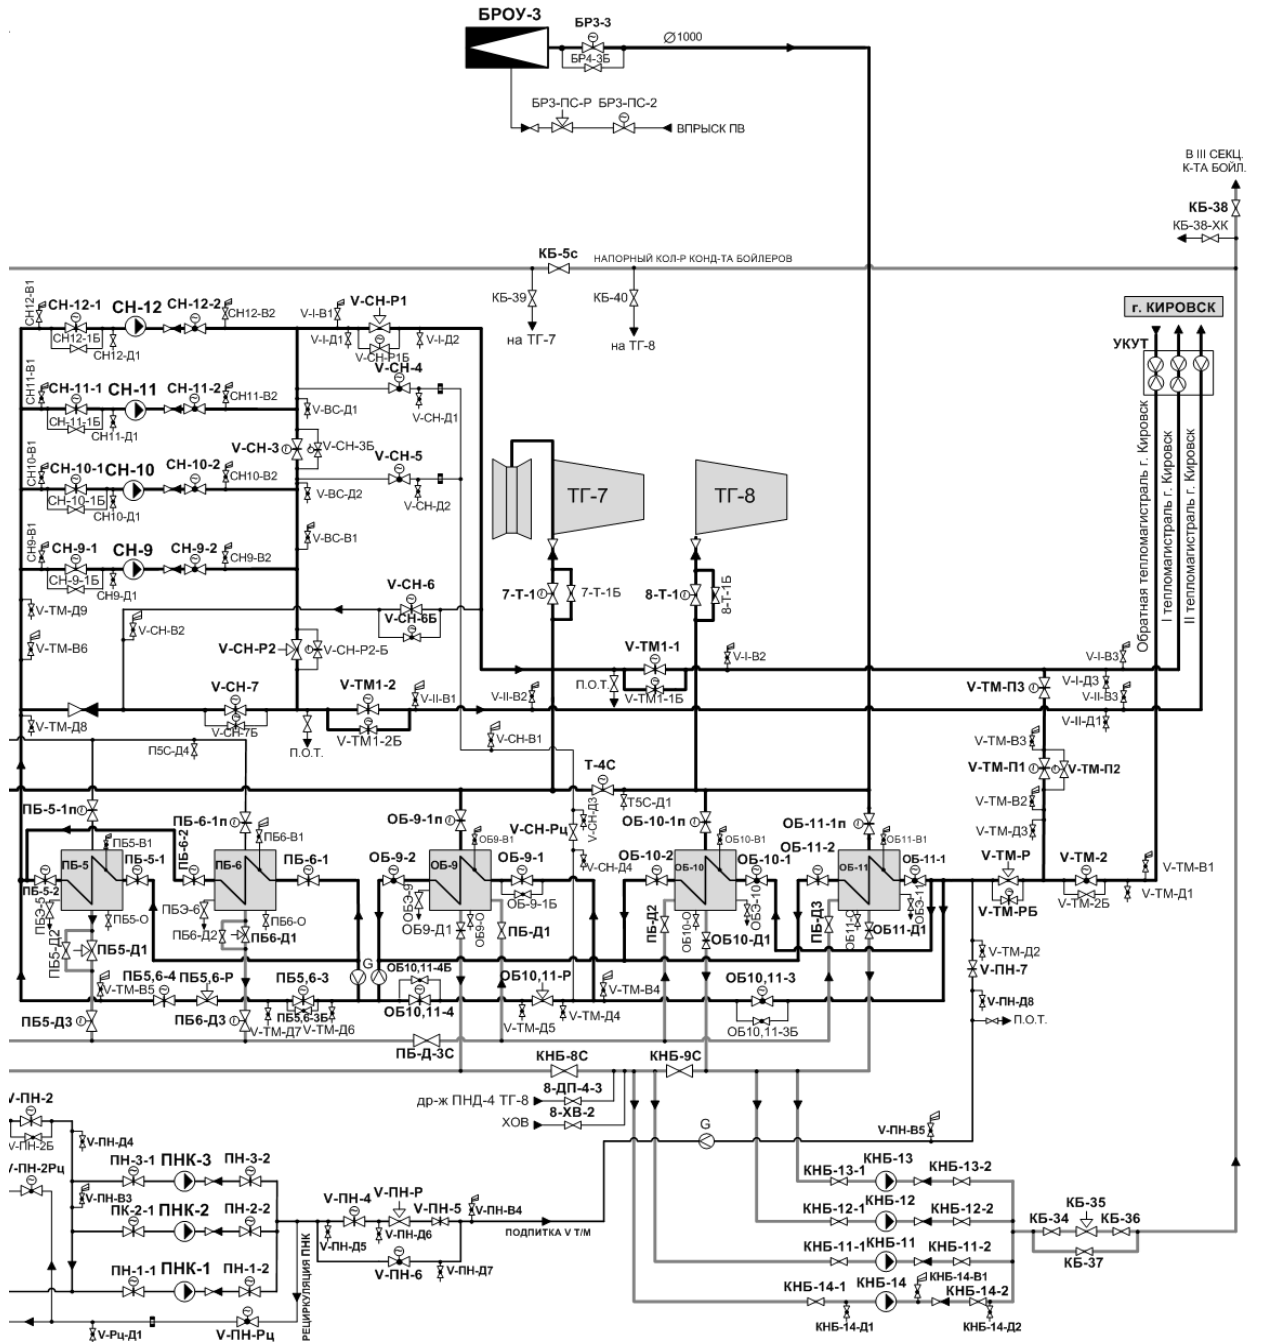 БРОУ-3
БРЗ-3
∅1000
БР4-3Б
БРЗ-ПС-Р БРЗ-ПС-2
ВПРЫСК ПВ
В III СЕКЦ.
К-ТА БОЙЛ.
КБ-38
КБ-38-ХК
КБ-5с
НАПОРНЫЙ КОЛ-Р КОНД-ТА БОЙЛЕРОВ
КБ-39
КБ-40
на ТГ-7
на ТГ-8
г. КИРОВСК
УКУТ
СН12-В1
СН-12-1
СН-12
СН-12-2
СН12-В2
СН12-1Б
СН12-Д1
V-I-В1
V-СН-Р1
V-I-Д1
V-I-Д2
V-СН-Р1Б
V-СН-4
СН11-В1
СН-11-1
СН-11
СН-11-2
СН11-В2
СН-11-1Б
СН11-Д1
V-ВС-Д1
V-СН-Д1
V-СН-3
V-СН-3Б
V-СН-5
СН10-В1
СН-10-1
СН-10
СН-10-2
СН10-В2
СН-10-1Б
СН10-Д1
V-ВС-Д2
V-СН-Д2
ТГ-7
ТГ-8
V-ВС-В1
СН9-В1
СН-9-1
СН-9
СН-9-2
СН9-В2
СН-9-1Б
СН9-Д1
V-СН-6
V-СН-6Б
7-Т-1
7-Т-1Б
8-Т-1
8-Т-1Б
Обратная тепломагистраль г. Кировск
I тепломагистраль г. Кировск
II тепломагистраль г. Кировск
V-ТМ-Д9
V-СН-В2
V-ТМ-В6
V-СН-Р2
V-СН-Р2-Б
V-ТМ1-1
V-I-В2
V-I-В3
V-СН-7
V-ТМ1-2
V-II-В1
V-II-В2
П.О.Т.
V-ТМ1-1Б
V-ТМ-П3
V-I-Д3
V-II-В3
V-ТМ-Д8
V-СН-7Б
V-ТМ1-2Б
П.О.Т.
V-СН-В1
V-II-Д1
V-ТМ-В3
П5С-Д4
Т-4С
V-ТМ-П1
V-ТМ-П2
Т5С-Д1
V-ТМ-В2
V-СН-Д3
V-ТМ-Д3
ПБ-5-1п
ПБ-6-1п
ОБ-9-1п
V-СН-Рц
ОБ-10-1п
ОБ-11-1п
ПБ5-В1
ПБ-6-2
ПБ6-В1
ОБ9-В1
ОБ10-В1
ОБ11-В1
ПБ-5
ПБ-5-1
ПБ-6
ПБ-6-1
ОБ-9-2
ОБ-9
ОБ-9-1
V-СН-Д4
ОБ-10-2
ОБ-10
ОБ-10-1
ОБ-11-2
ОБ-11
ОБ-11-1
V-ТМ-Р
V-ТМ-2
V-ТМ-В1
ПБ-5-2
ПБЭ-5
ПБ5-О
ПБЭ-6
ПБ6-О
ОБЭ-9
ОБ9-О
ОБ-9-1Б
ОБЭ-10
ОБ10-О
ОБЭ-11
ОБ11-О
V-ТМ-РБ
V-ТМ-2Б
V-ТМ-Д1
ПБ5-Д2
ПБ5-Д1
ПБ6-Д2
ПБ6-Д1
ОБ9-Д1
ПБ-Д1
ПБ-Д2
ОБ10-Д1
ПБ-Д3
ОБ11-Д1
V-ТМ-Д2
V-ПН-7
V-ПН-Д8
П.О.Т.
ПБ5,6-4
ПБ5,6-Р
ПБ5,6-3
G
ОБ10,11-4Б
ОБ10,11-Р
ОБ10,11-3
V-ТМ-В5
V-ТМ-В4
ПБ5-Д3
ПБ6-Д3
V-ТМ-Д7
ПБ5,6-3Б
V-ТМ-Д6
ОБ10,11-4
V-ТМ-Д5
V-ТМ-Д4
ОБ10,11-3Б
ПБ-Д-3С
КНБ-8С
КНБ-9С
8-ДП-4-3
др-ж ПНД-4 ТГ-8
8-ХВ-2
ХОВ
V-ПН-2
V-ПН-2Б
V-ПН-Д4
G
V-ПН-В5
V-ПН-2Рц
ПН-3-1
ПНК-3
ПН-3-2
V-ПН-В3
ПК-2-1
ПНК-2
ПН-2-2
ПН-1-1
ПНК-1
ПН-1-2
V-Рц-Д1
V-ПН-Рц
РЕЦИРКУЛЯЦИЯ ПНК
V-ПН-4
V-ПН-Р
V-ПН-5
V-ПН-В4
V-ПН-Д5
V-ПН-Д6
ПОДПИТКА V Т/М
V-ПН-6
V-ПН-Д7
КНБ-13-1
КНБ-13
КНБ-13-2
КНБ-12-1
КНБ-12
КНБ-12-2
КНБ-11-1
КНБ-11
КНБ-11-2
КНБ-14-1
КНБ-14
КНБ-14-В1
КНБ-14-2
КНБ-14-Д1
КНБ-14-Д2
КБ-34
КБ-35
КБ-36
КБ-37